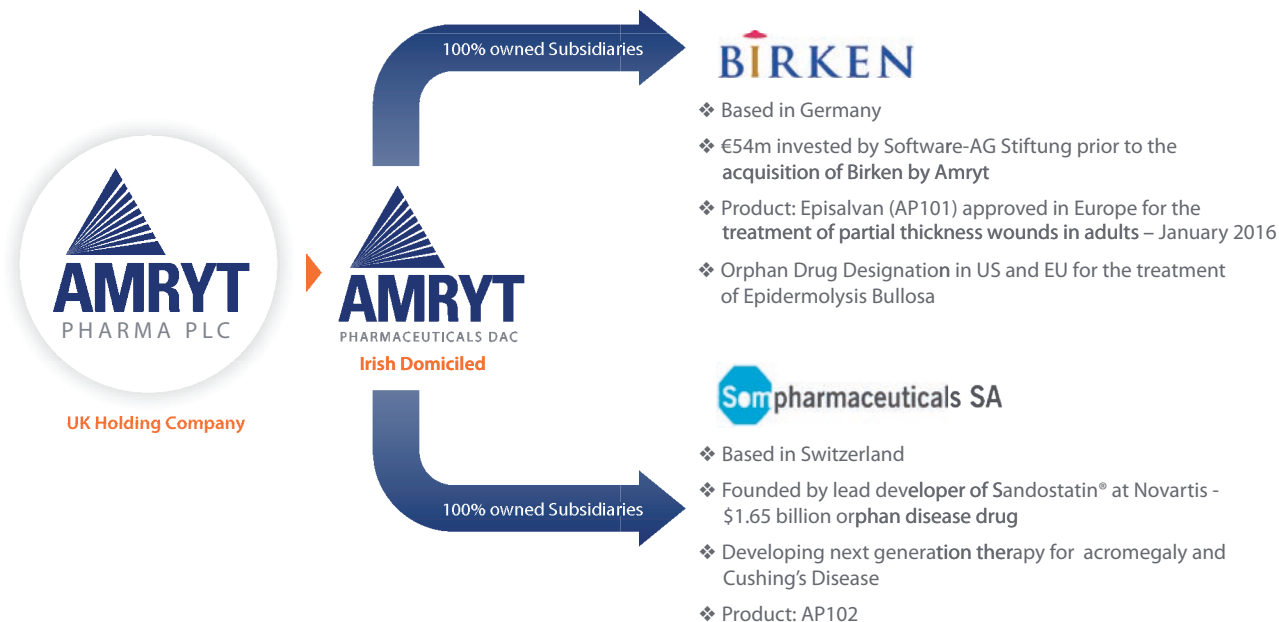 AMRYT
PHARMA PLC
UK Holding Company
AMRYT
PHARMACEUTICALS DAC
Irish Domiciled
100% owned Subsidiaries
BIRKEN
❖ Based in Germany
❖ €54m invested by Software-AG Stiftung prior to the
acquisition of Birken by Amryt
❖ Product: Episalvan (AP101) approved in Europe for the
treatment of partial thickness wounds in adults – January 2016
❖ Orphan Drug Designation in US and EU for the treatment
of Epidermolysis Bullosa
100% owned Subsidiaries
Sompharmaceuticals SA
❖ Based in Switzerland
❖ Founded by lead developer of Sandostatin® at Novartis -
$1.65 billion orphan disease drug
❖ Developing next generation therapy for acromegaly and
Cushing's Disease
❖ Product: AP102